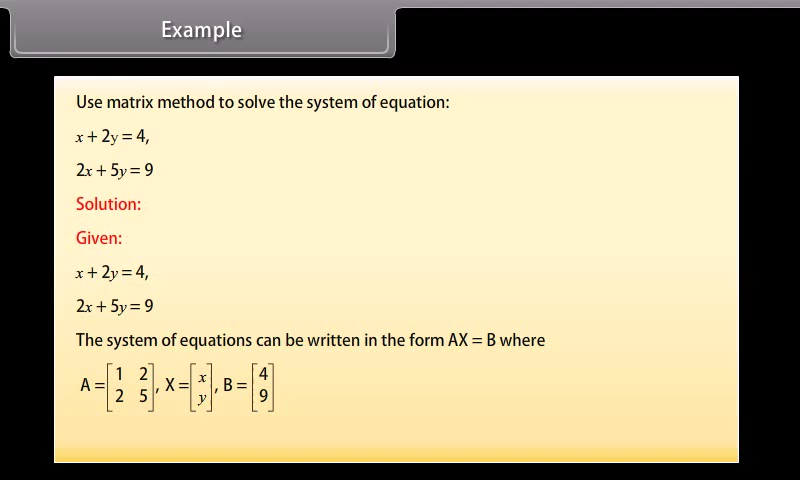 Example
Use matrix method to solve the system of equation:
x + 2y = 4,
2x + 5y = 9
Solution:
Given:
x + 2y = 4,
2x + 5y = 9
The system of equations can be written in the form AX = B where
A = [1 2; 2 5], X = [x; y], B = [4; 9]